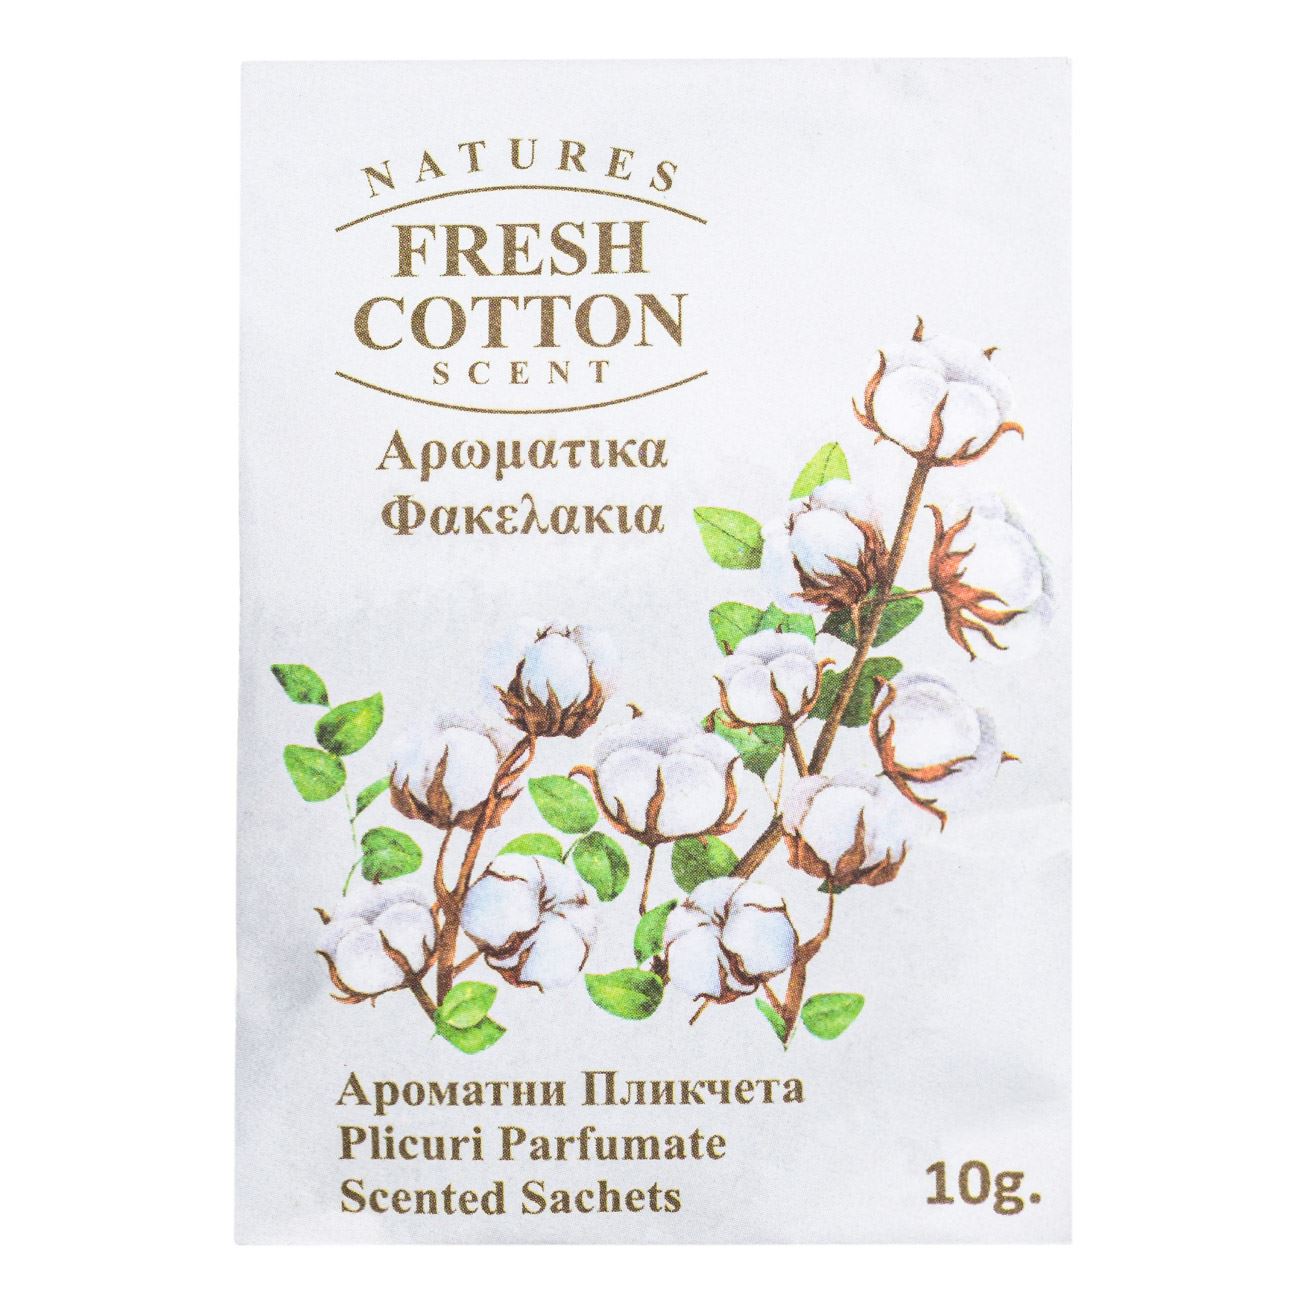 NATURES
FRESH
COTTON
SCENT
Αρωματικα
Φακελακια
Ароматни Пликчета
Plicuri Parfumate
Scented Sachets
10g.